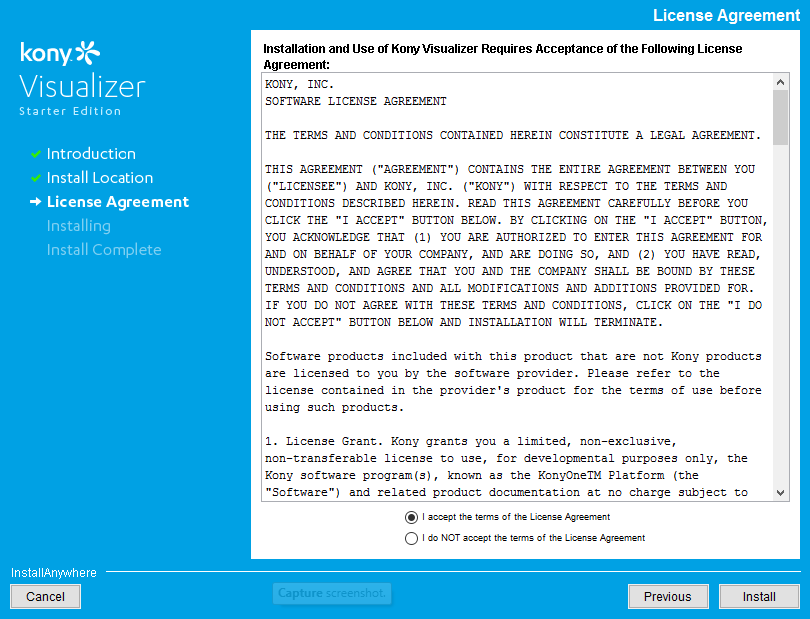 License Agreement
kony
Visualizer
Starter Edition
Introduction
Install Location
License Agreement
Installing
Install Complete
Installation and Use of Kony Visualizer Requires Acceptance of the Following License
Agreement:
KONY, INC.
SOFTWARE LICENSE AGREEMENT
THE TERMS AND CONDITIONS CONTAINED HEREIN CONSTITUTE A LEGAL AGREEMENT.
THIS AGREEMENT ("AGREEMENT") CONTAINS THE ENTIRE AGREEMENT BETWEEN YOU
("LICENSEE") AND KONY, INC. ("KONY") WITH RESPECT TO THE TERMS AND
CONDITIONS DESCRIBED HEREIN. READ THIS AGREEMENT CAREFULLY BEFORE YOU
CLICK THE "I ACCEPT" BUTTON BELOW. BY CLICKING ON THE "I ACCEPT" BUTTON,
YOU ACKNOWLEDGE THAT (1) YOU ARE AUTHORIZED TO ENTER THIS AGREEMENT FOR
AND ON BEHALF OF YOUR COMPANY, AND ARE DOING SO, AND (2) YOU HAVE READ,
UNDERSTOOD, AND AGREE THAT YOU AND THE COMPANY SHALL BE BOUND BY THESE
TERMS AND CONDITIONS AND ALL MODIFICATIONS AND ADDITIONS PROVIDED FOR.
IF YOU DO NOT AGREE WITH THESE TERMS AND CONDITIONS, CLICK ON THE "I DO
NOT ACCEPT" BUTTON BELOW AND INSTALLATION WILL TERMINATE.
Software products included with this product that are not Kony products
are licensed to you by the software provider. Please refer to the
license contained in the provider's product for the terms of use before
using such products.
1. License Grant. Kony grants you a limited, non-exclusive,
non-transferable license to use, for developmental purposes only, the
Kony software program(s), known as the KonyOneTM Platform (the
"Software") and related product documentation at no charge subject to
I accept the terms of the License Agreement
I do NOT accept the terms of the License Agreement
InstallAnywhere
Cancel
Capture screenshot.
Previous
Install